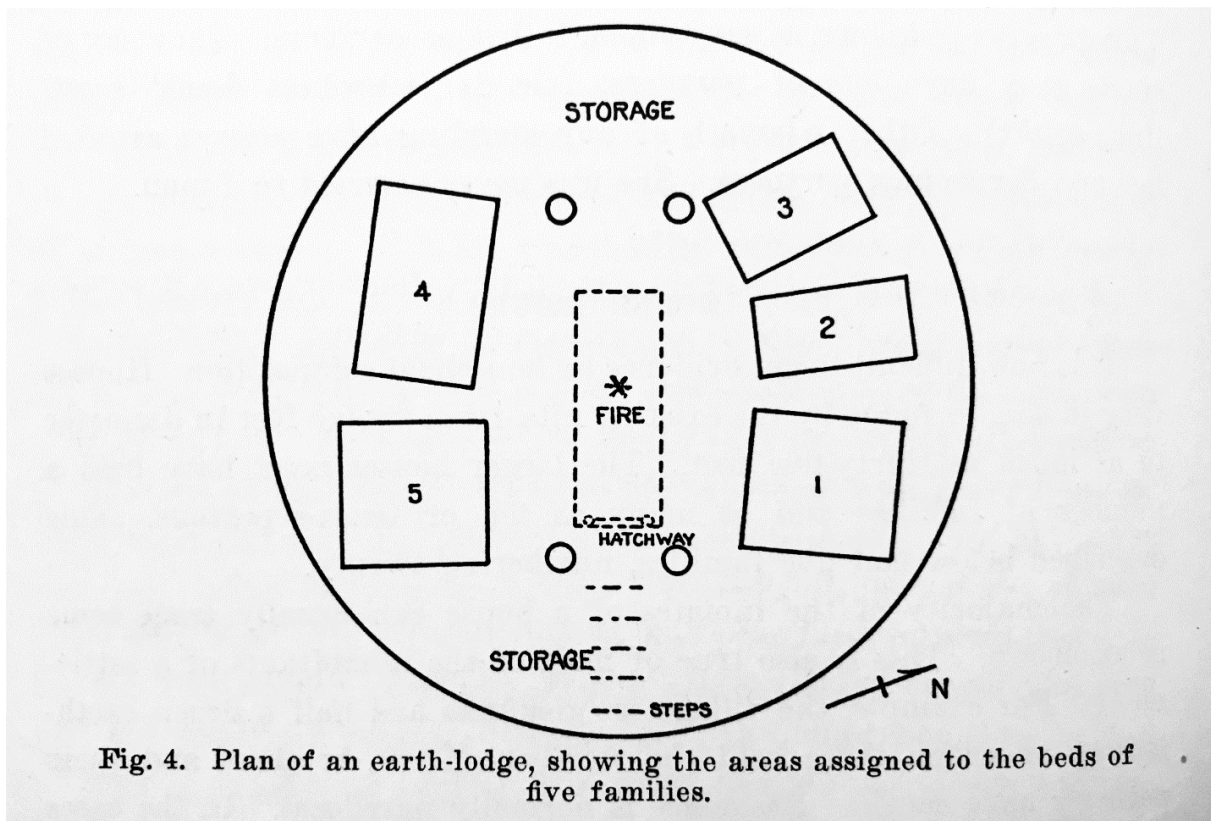 STORAGE
3
4
2
FIRE
1
5
HATCHWAY
STORAGE
N
STEPS
Fig. 4. Plan of an earth-lodge, showing the areas assigned to the beds of
five families.